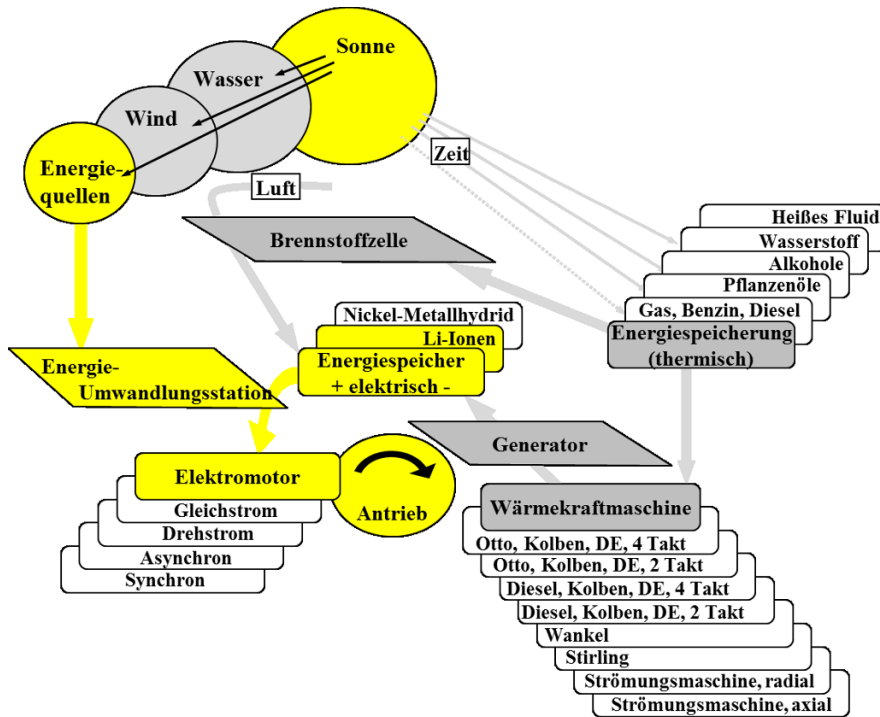 Sonne
Wasser
Wind
Energie-
quellen
Zeit
Luft
Brennstoffzelle
Heißes Fluid
Wasserstoff
Alkohole
Pflanzenöle
Gas, Benzin, Diesel
Energiespeicherung
(thermisch)
Nickel-Metallhydrid
Li-Ionen
Energiespeicher
+ elektrisch -
Energie-
Umwandlungsstation
Generator
Elektromotor
Gleichstrom
Drehstrom
Asynchron
Synchron
Antrieb
Wärmekraftmaschine
Otto, Kolben, DE, 4 Takt
Otto, Kolben, DE, 2 Takt
Diesel, Kolben, DE, 4 Takt
Diesel, Kolben, DE, 2 Takt
Wankel
Stirling
Strömungsmaschine, radial
Strömungsmaschine, axial